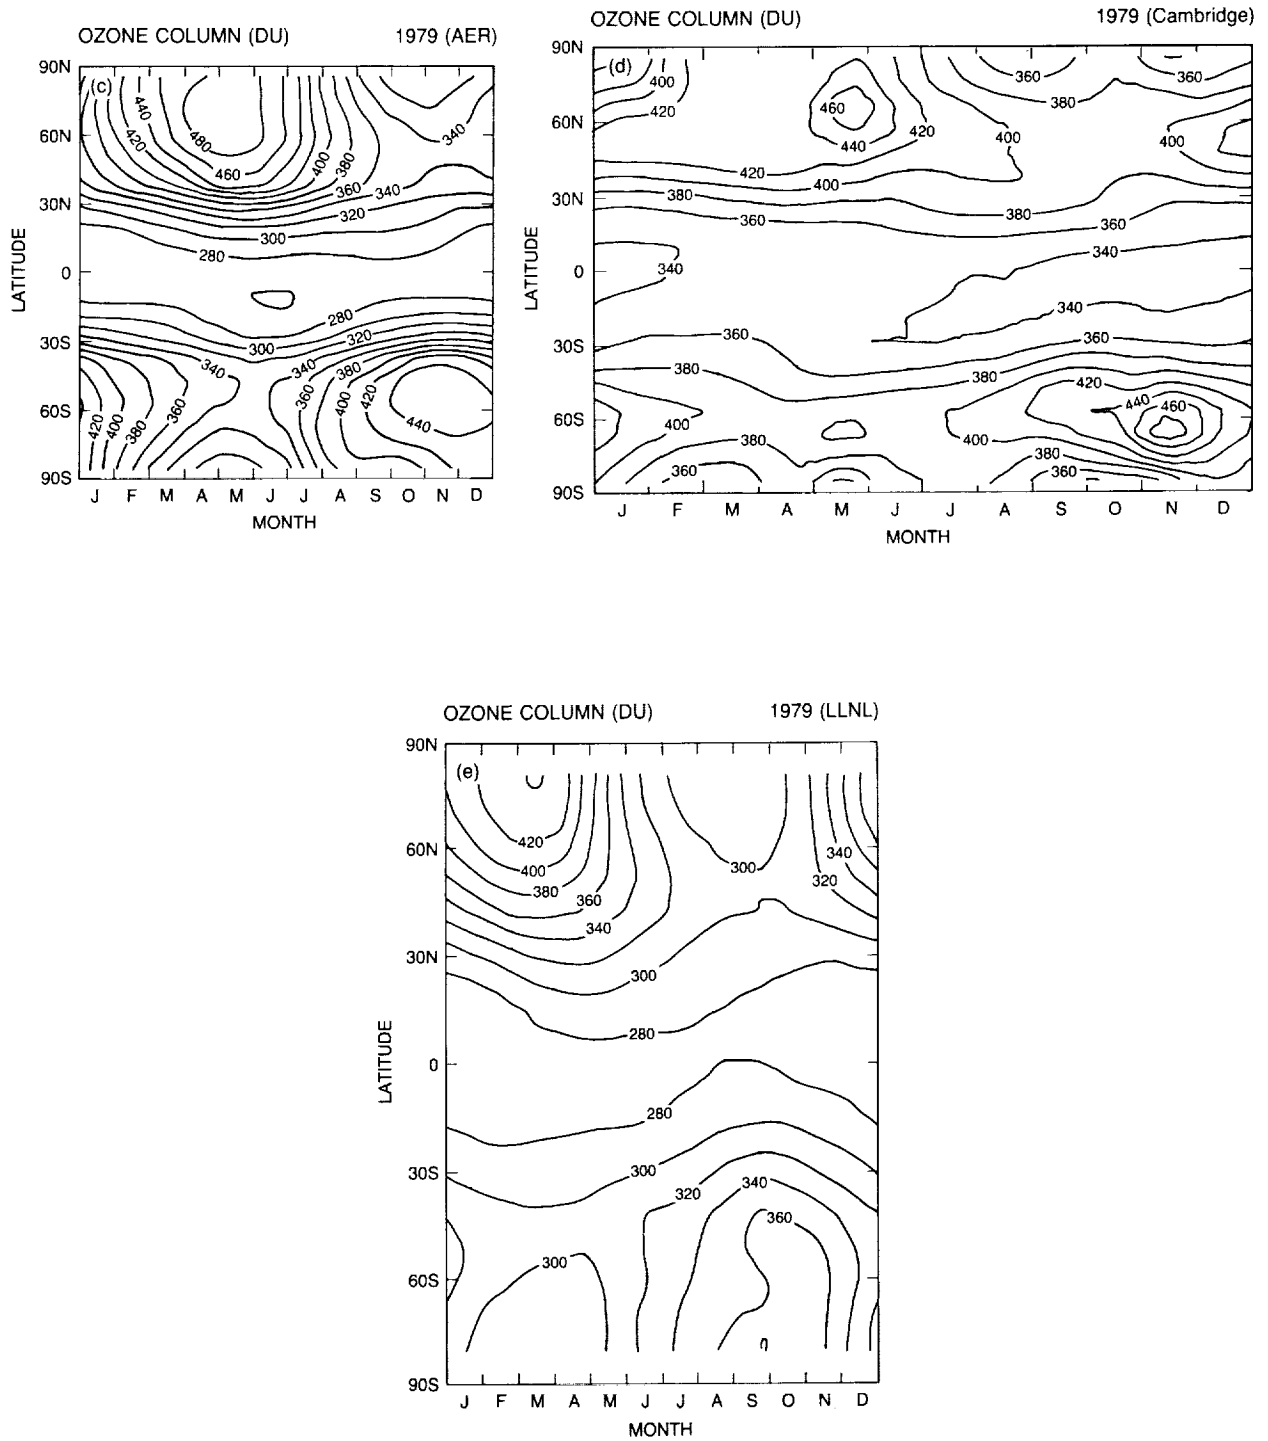 OZONE COLUMN (DU) 1979 (AER)
90N
(c)
440
420
480
460
400
380
360
340
340
60N
30N
320
300
280
0
280
300
320
340
340
380
360
360
400
420
440
420
400
380
30S
60S
90S
LATITUDE
J F M A M J J A S O N D
MONTH
OZONE COLUMN (DU) 1979 (Cambridge)
90N
(d)
400
420
460
440
420
360
380
400
360
400
60N
420
400
380
360
380
360
30N
340
340
340
0
360
380
360
380
30S
420
440
460
400
380
360
400
380
360
60S
90S
LATITUDE
J F M A M J J A S O N D
MONTH
OZONE COLUMN (DU) 1979 (LLNL)
90N
(e)
420
400
380
360
340
300
340
320
60N
300
30N
280
0
280
300
320
340
360
30S
300
60S
90S
LATITUDE
J F M A M J J A S O N D
MONTH